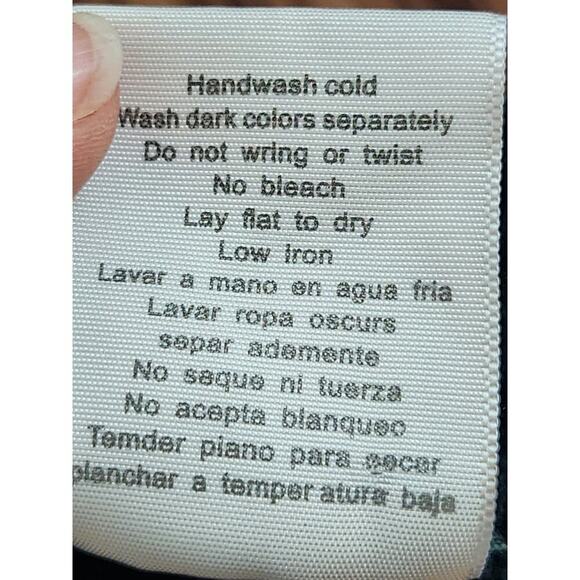 Handwash cold
Wash dark colors separately
Do not wring or twist
No bleach
Lay flat to dry
Low iron
Lavar a mano en agua fria
Lavar ropa oscurs
separ ademente
No saque ni tuerza
No acepta blanqueo
Temder piano para secar
planchar a temper atura baja